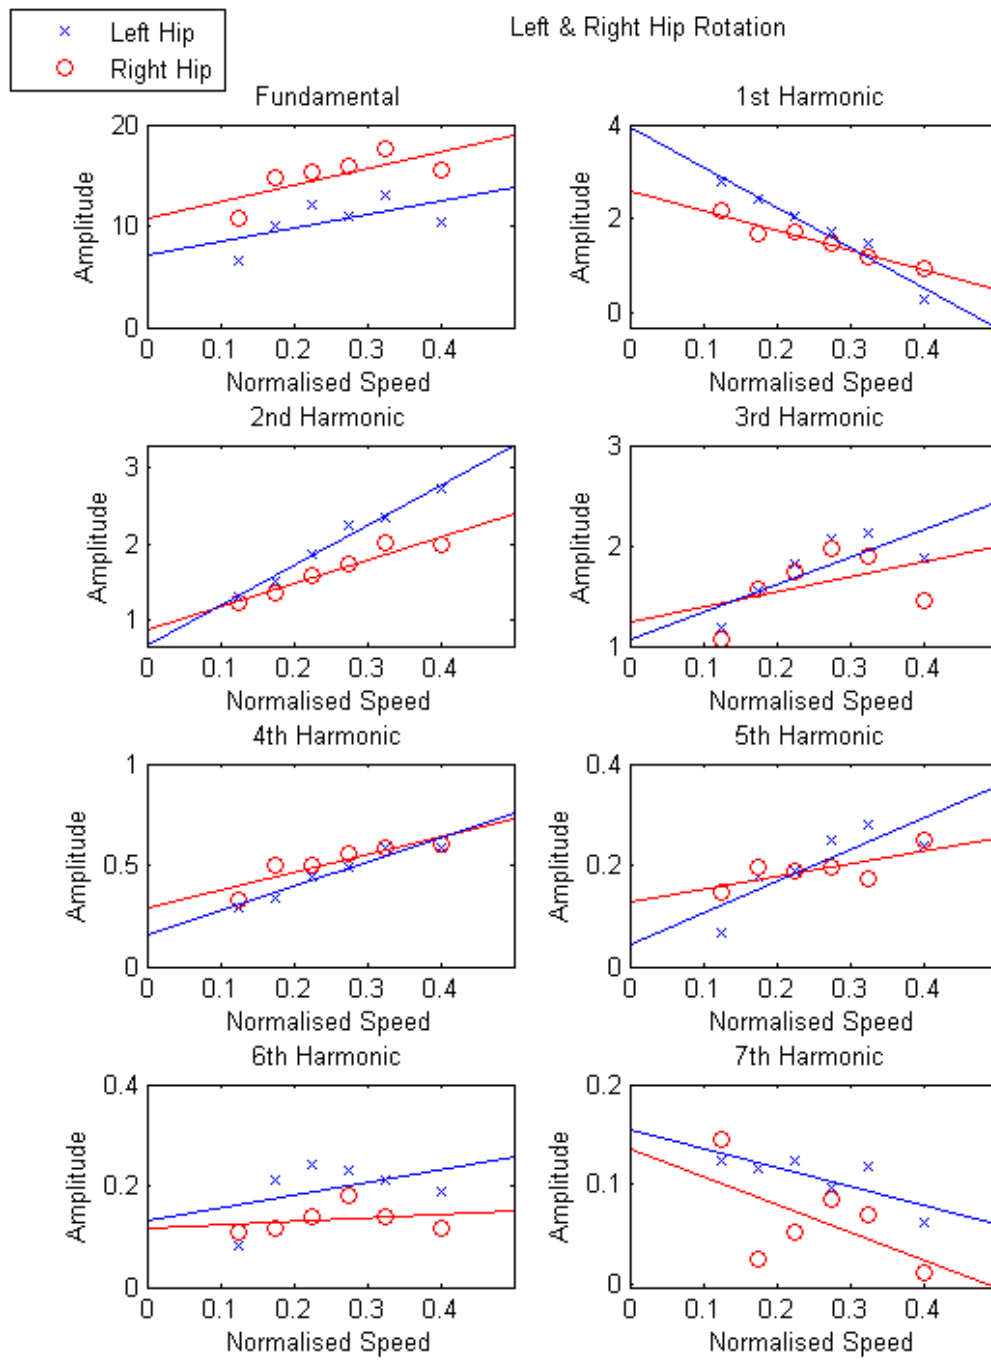 Left & Right Hip Rotation
Left Hip
Right Hip
Fundamental
20
10
0
0 0.1 0.2 0.3 0.4
Amplitude
Normalised Speed
1st Harmonic
4
2
0
0 0.1 0.2 0.3 0.4
Amplitude
Normalised Speed
2nd Harmonic
3
2
1
0 0.1 0.2 0.3 0.4
Amplitude
Normalised Speed
3rd Harmonic
3
2
1
0 0.1 0.2 0.3 0.4
Amplitude
Normalised Speed
4th Harmonic
1
0.5
0
0 0.1 0.2 0.3 0.4
Amplitude
Normalised Speed
5th Harmonic
0.4
0.2
0
0 0.1 0.2 0.3 0.4
Amplitude
Normalised Speed
6th Harmonic
0.4
0.2
0
0 0.1 0.2 0.3 0.4
Amplitude
Normalised Speed
7th Harmonic
0.2
0.1
0
0 0.1 0.2 0.3 0.4
Amplitude
Normalised Speed